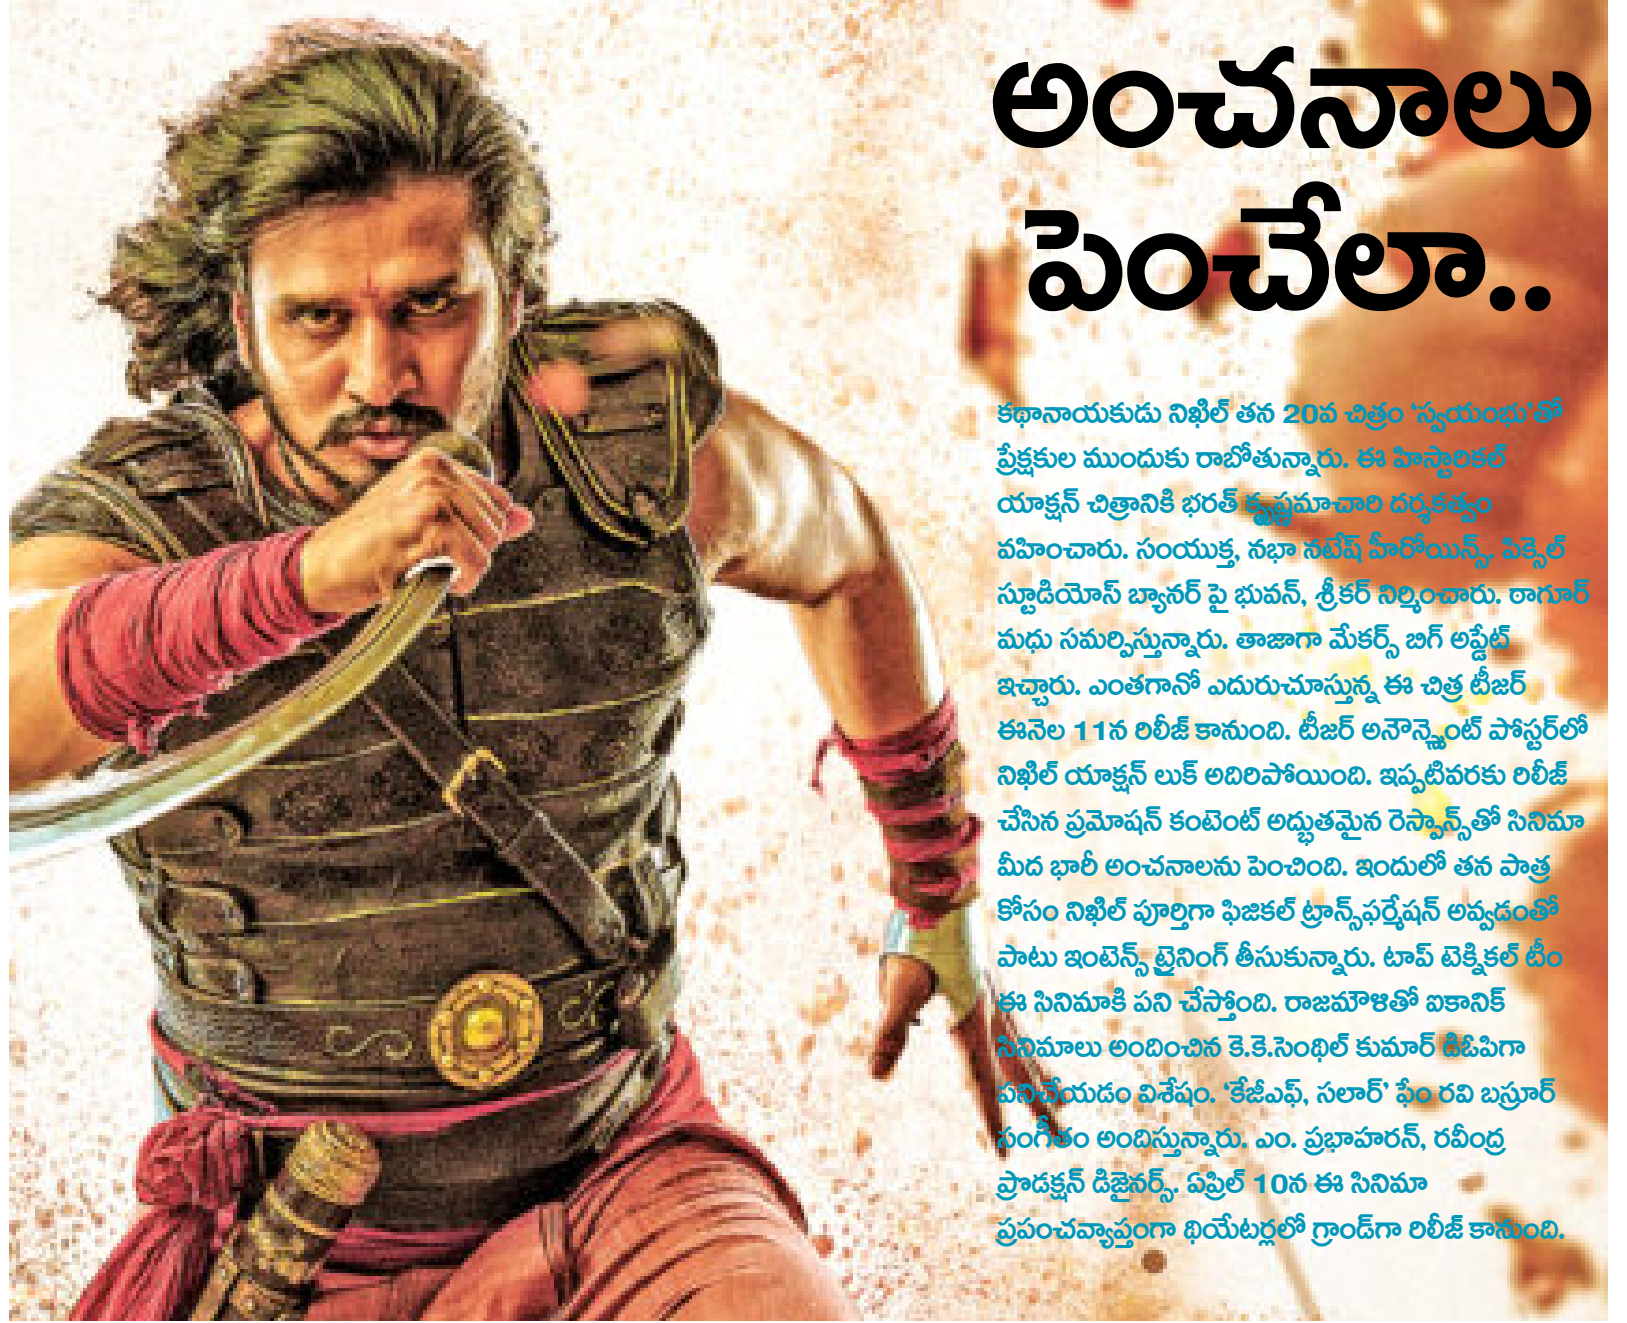 అంచనాలు
పెంచేలా..
కథానాయకుడు నిఖిల్ తన 20వ చిత్రం ‘స్వయంభు’తో
ప్రేక్షకుల ముందుకు రాబోతున్నారు. ఈ హిస్టారికల్
యాక్షన్ చిత్రానికి భరత్ కృష్ణమాచారి దర్శకత్వం
వహించారు. సంయుక్త, నభా నటేష్ హీరోయిన్స్. పిక్సెల్
స్టూడియోస్ బ్యానర్ పై భువన్, శ్రీకర్ నిర్మించారు. ఠాగూర్
మధు సమర్పిస్తున్నారు. తాజాగా మేకర్స్ బిగ్ అప్డేట్
ఇచ్చారు. ఎంతగానో ఎదురుచూస్తున్న ఈ చిత్ర టీజర్
ఈనెల 11న రిలీజ్ కానుంది. టీజర్ అనౌన్స్మెంట్ పోస్టర్‌లో
నిఖిల్ యాక్షన్ లుక్ అదిరిపోయింది. ఇప్పటివరకు రిలీజ్
చేసిన ప్రమోషన్ కంటెంట్ అద్భుతమైన రెస్పాన్స్‌తో సినిమా
మీద భారీ అంచనాలను పెంచింది. ఇందులో తన పాత్ర
కోసం నిఖిల్ పూర్తిగా ఫిజికల్ ట్రాన్స్‌ఫర్మేషన్ అవ్వడంతో
పాటు ఇంటెన్స్ ట్రైనింగ్ తీసుకున్నారు. టాప్ టెక్నికల్ టీం
ఈ సినిమాకి పని చేస్తోంది. రాజమౌళితో ఐకానిక్
సినిమాలు అందించిన కె.కె.సెంథిల్ కుమార్ డిఓపిగా
పనిచేయడం విశేషం. ‘కేజీఎఫ్, సలార్’ ఫేం రవి బస్రూర్
సంగీతం అందిస్తున్నారు. ఎం. ప్రభాహరన్, రవీంద్ర
ప్రొడక్షన్ డిజైనర్స్. ఏప్రిల్ 10న ఈ సినిమా
ప్రపంచవ్యాప్తంగా థియేటర్లలో గ్రాండ్‌గా రిలీజ్ కానుంది.